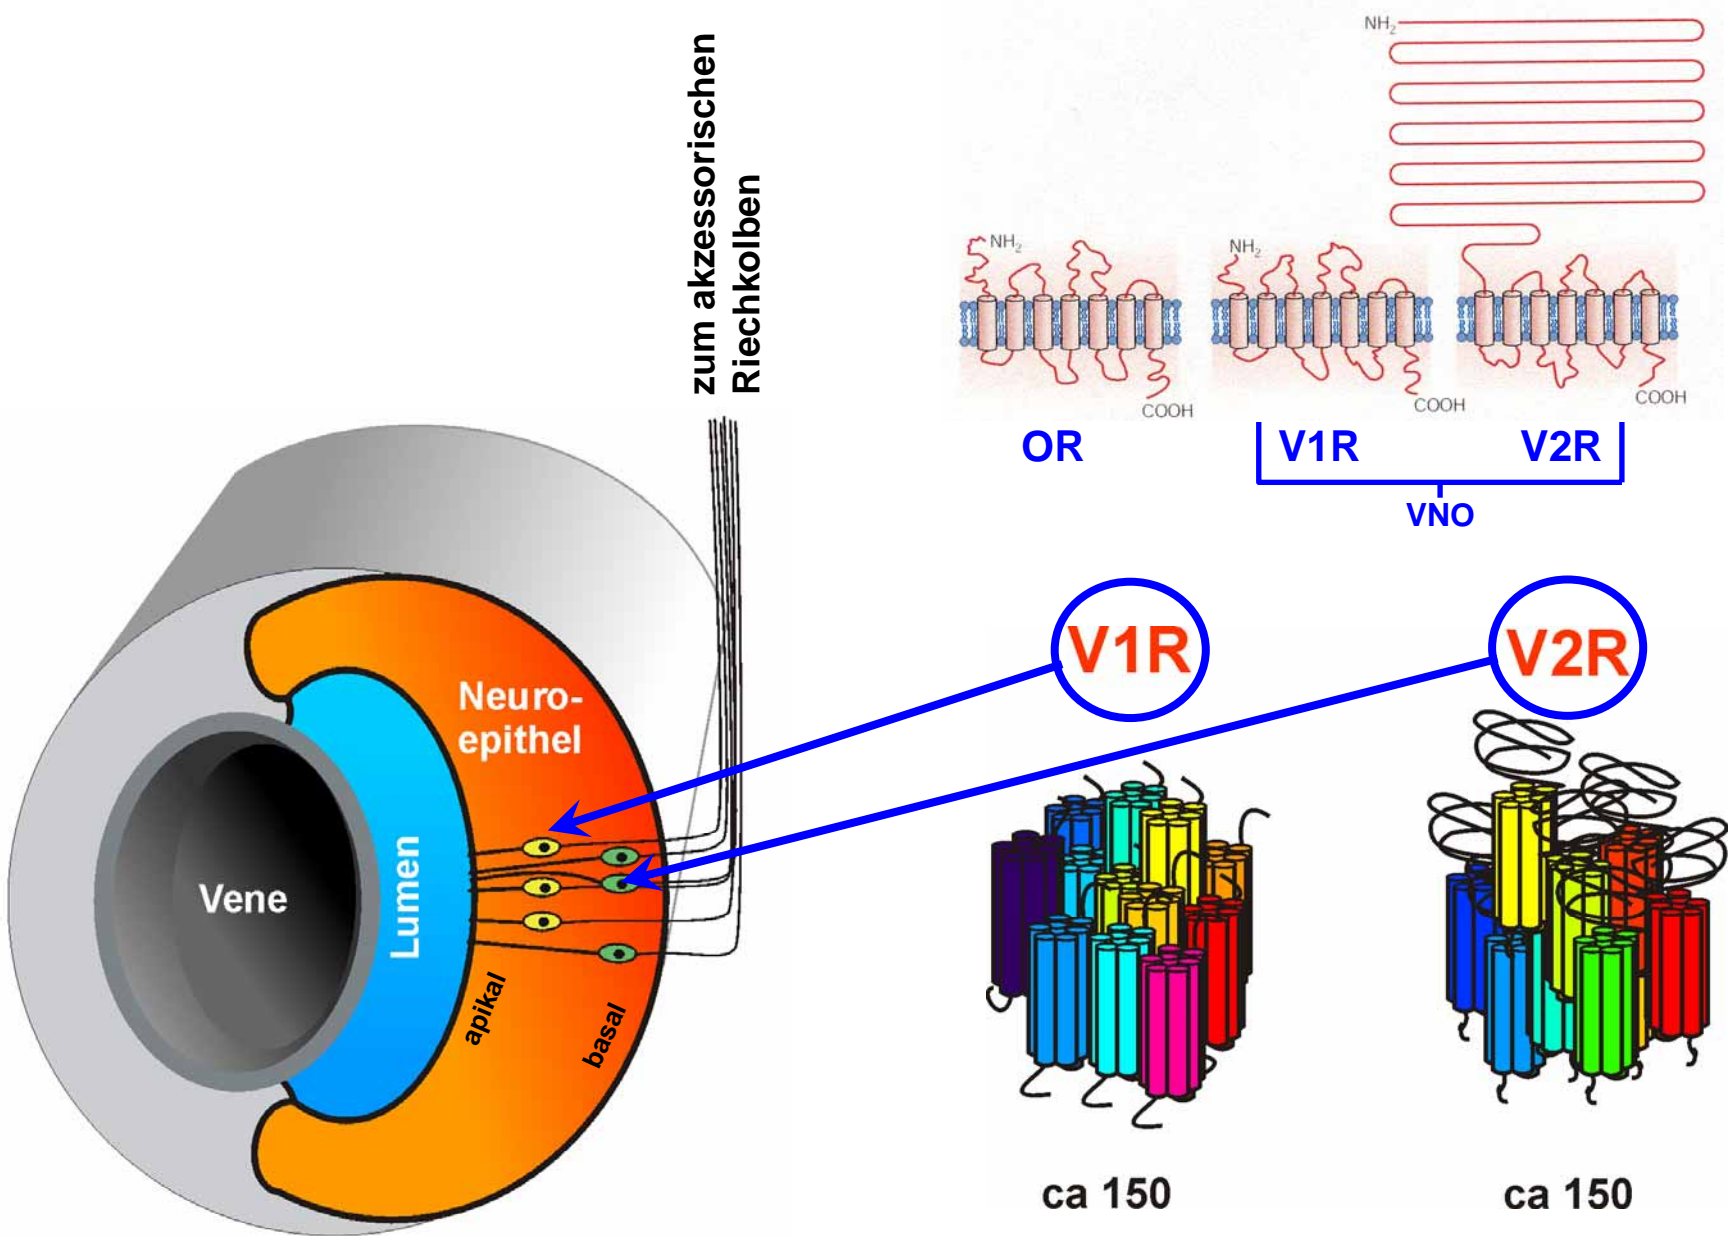 zum akzessorischen
Riechkolben
NH2
NH2
NH2
COOH
COOH
COOH
OR
V1R
V2R
VNO
V1R
V2R
Neuro-
epithel
Vene
Lumen
apikal
basal
ca 150
ca 150